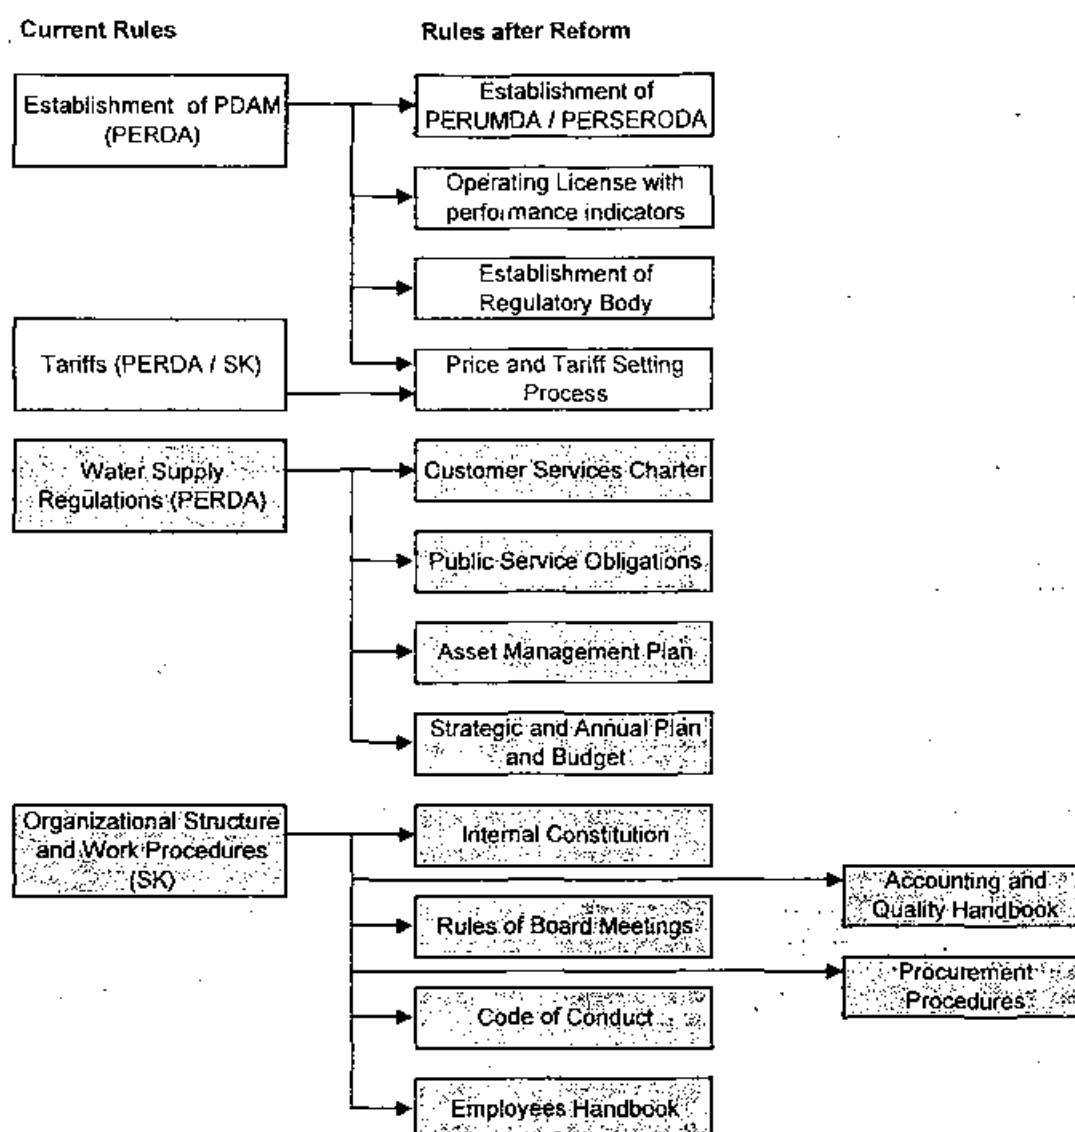 Current Rules
Rules after Reform
Establishment of PDAM
(PERDA)
Establishment of
PERUMDA / PERSERODA
Operating License with
performance indicators
Establishment of
Regulatory Body
Tariffs (PERDA / SK)
Price and Tariff Setting
Process
Water Supply
Regulations (PERDA)
Customer Services Charter
Public Service Obligations
Asset Management Plan
Strategic and Annual Plan
and Budget
Organizational Structure
and Work Procedures
(SK)
Internal Constitution
Accounting and
Quality Handbook
Rules of Board Meetings
Procurement
Procedures
Code of Conduct
Employees Handbook